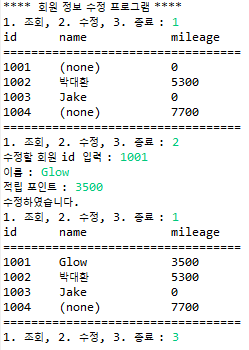 **** 회원 정보 수정 프로그램 ****
1. 조회, 2. 수정, 3. 종료 : 1
id name mileage
==================================
1001 (none) 0
1002 박대환 5300
1003 Jake 0
1004 (none) 7700
==================================
1. 조회, 2. 수정, 3. 종료 : 2
수정할 회원 id 입력 : 1001
이름 : Glow
적립 포인트 : 3500
수정하였습니다.
1. 조회, 2. 수정, 3. 종료 : 1
id name mileage
==================================
1001 Glow 3500
1002 박대환 5300
1003 Jake 0
1004 (none) 7700
==================================
1. 조회, 2. 수정, 3. 종료 : 3